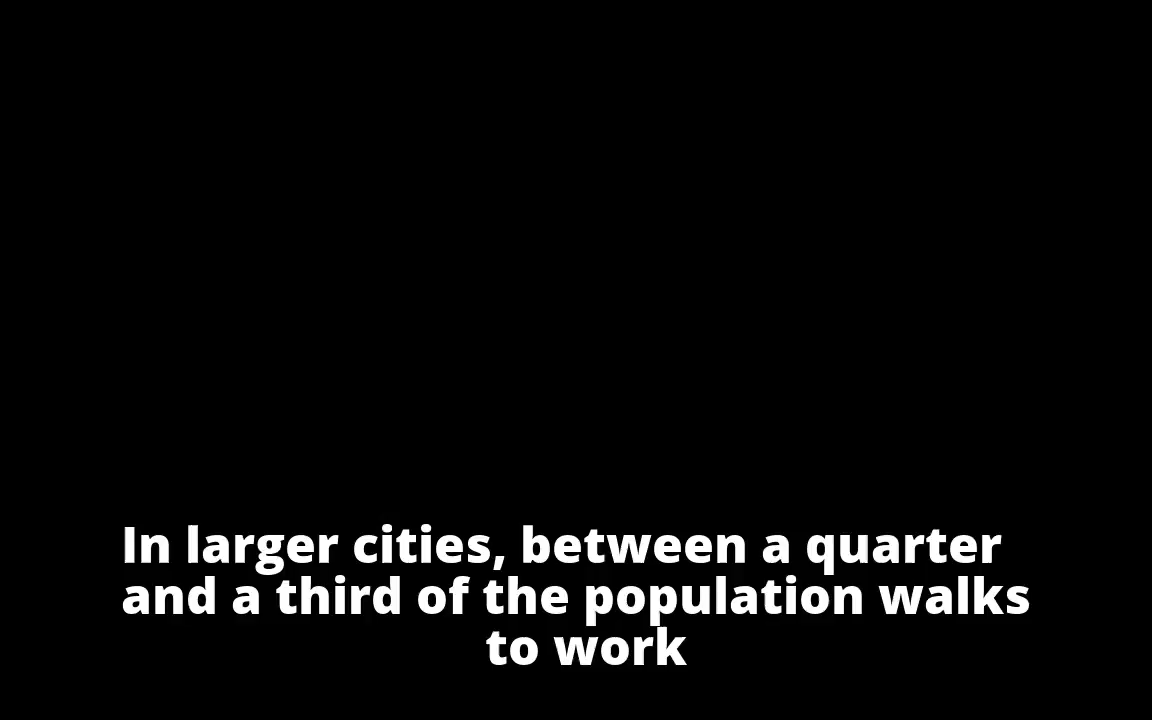 In larger cities, between a quarter
and a third of the population walks
to work